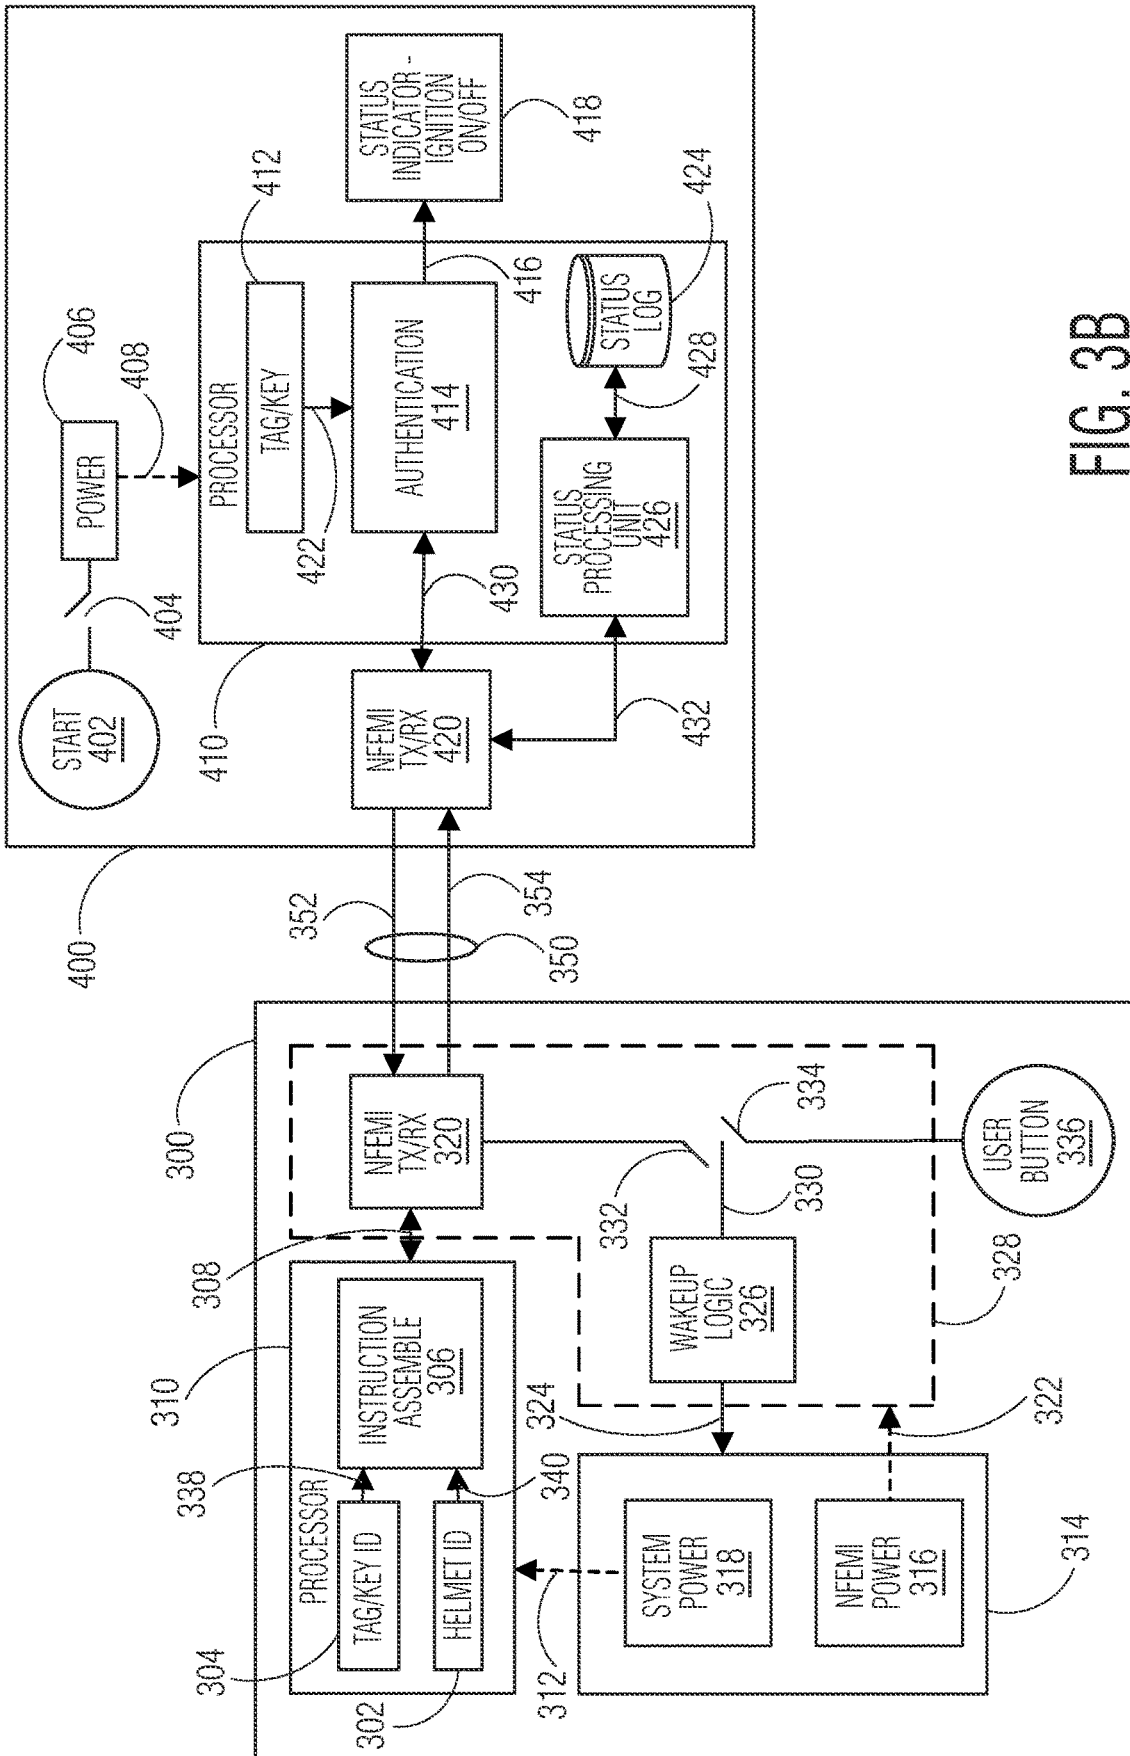 300
310
PROCESSOR
304
TAG/KEY ID
338
302
HELMET ID
340
INSTRUCTION
ASSEMBLE
306
308
NFEMI
TX/RX
320
312
SYSTEM
POWER
318
NFEMI
POWER
316
314
324
322
WAKEUP
LOGIC
326
328
330
332
334
USER
BUTTON
336
352
354
350
400
START
402
404
POWER
406
408
410
PROCESSOR
TAG/KEY
412
422
AUTHENTICATION
414
416
STATUS
INDICATOR -
IGNITION
ON/OFF
418
NFEMI
TX/RX
420
430
432
STATUS
PROCESSING
UNIT
426
428
STATUS
LOG
424
FIG. 3B